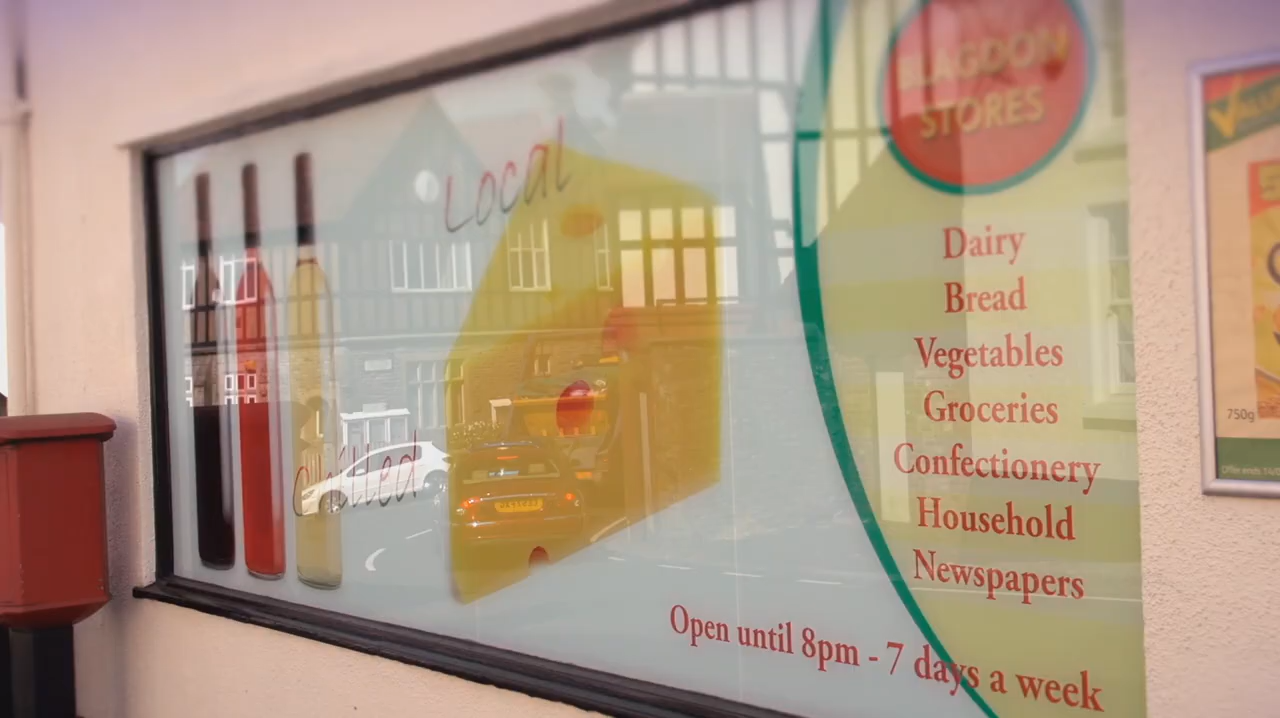 Local
chilled
BLAGDON
STORES
Dairy
Bread
Vegetables
Groceries
Confectionery
Household
Newspapers
Open until 8pm - 7 days a week
750g